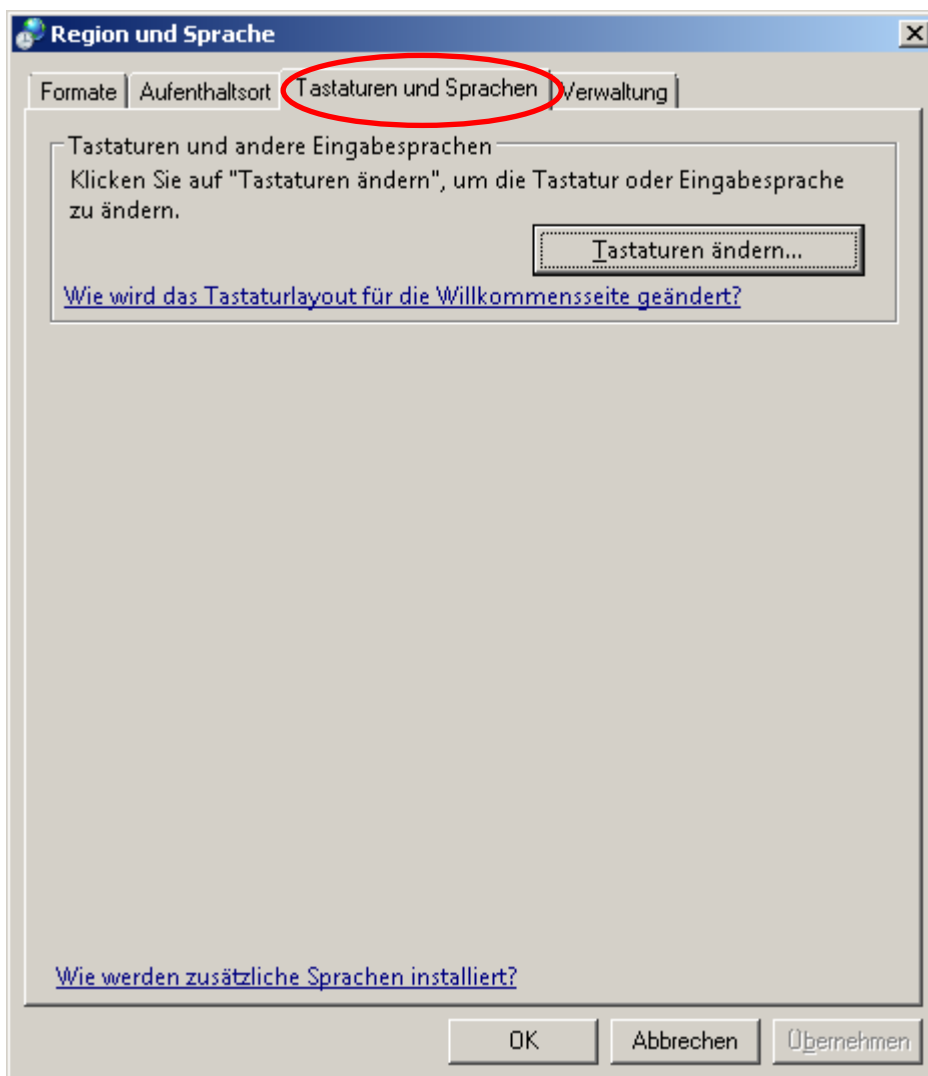 Region und Sprache
Formate Aufenthaltsort Tastaturen und Sprachen Verwaltung
Tastaturen und andere Eingabesprachen
Klicken Sie auf "Tastaturen ändern", um die Tastatur oder Eingabesprache
zu ändern.
Tastaturen ändern...
Wie wird das Tastaturlayout für die Willkommensseite geändert?
Wie werden zusätzliche Sprachen installiert?
OK Abbrechen Übernehmen